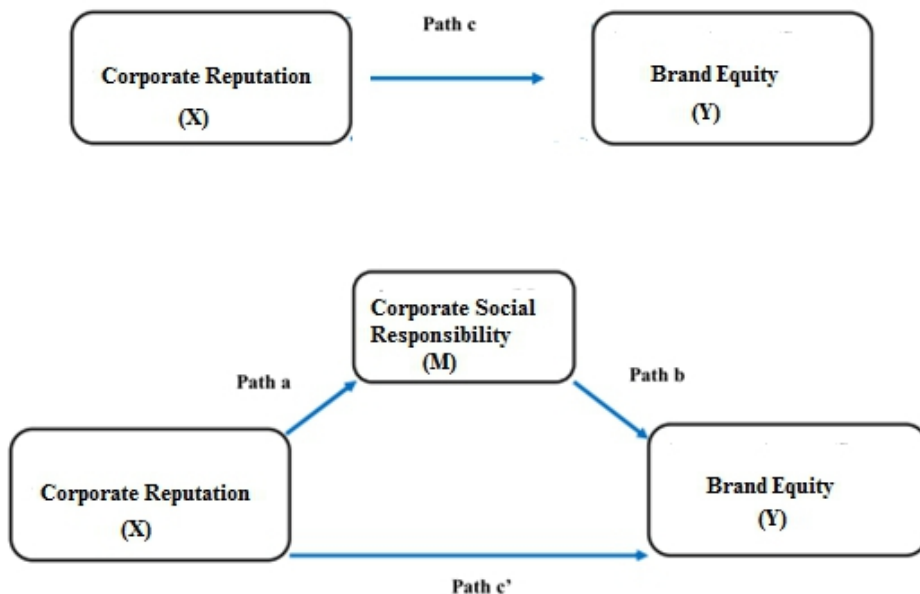 Path c
Corporate Reputation
(X)
Brand Equity
(Y)
Corporate Social
Responsibility
(M)
Path a
Path b
Corporate Reputation
(X)
Brand Equity
(Y)
Path c’